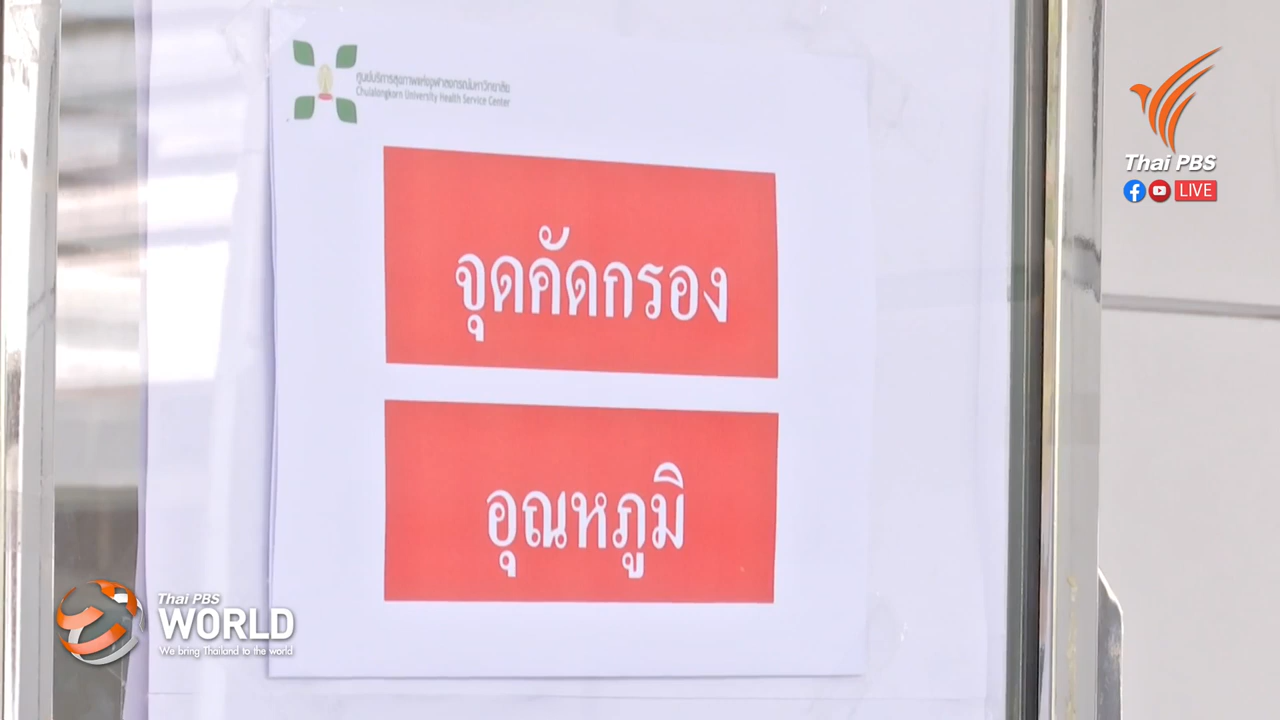 ศูนย์บริการสุขภาพแห่งจุฬาลงกรณ์มหาวิทยาลัย
Chulalongkorn University Health Service Center
จุดคัดกรอง
อุณหภูมิ
Thai PBS
LIVE
Thai PBS
WORLD
We bring Thailand to the world